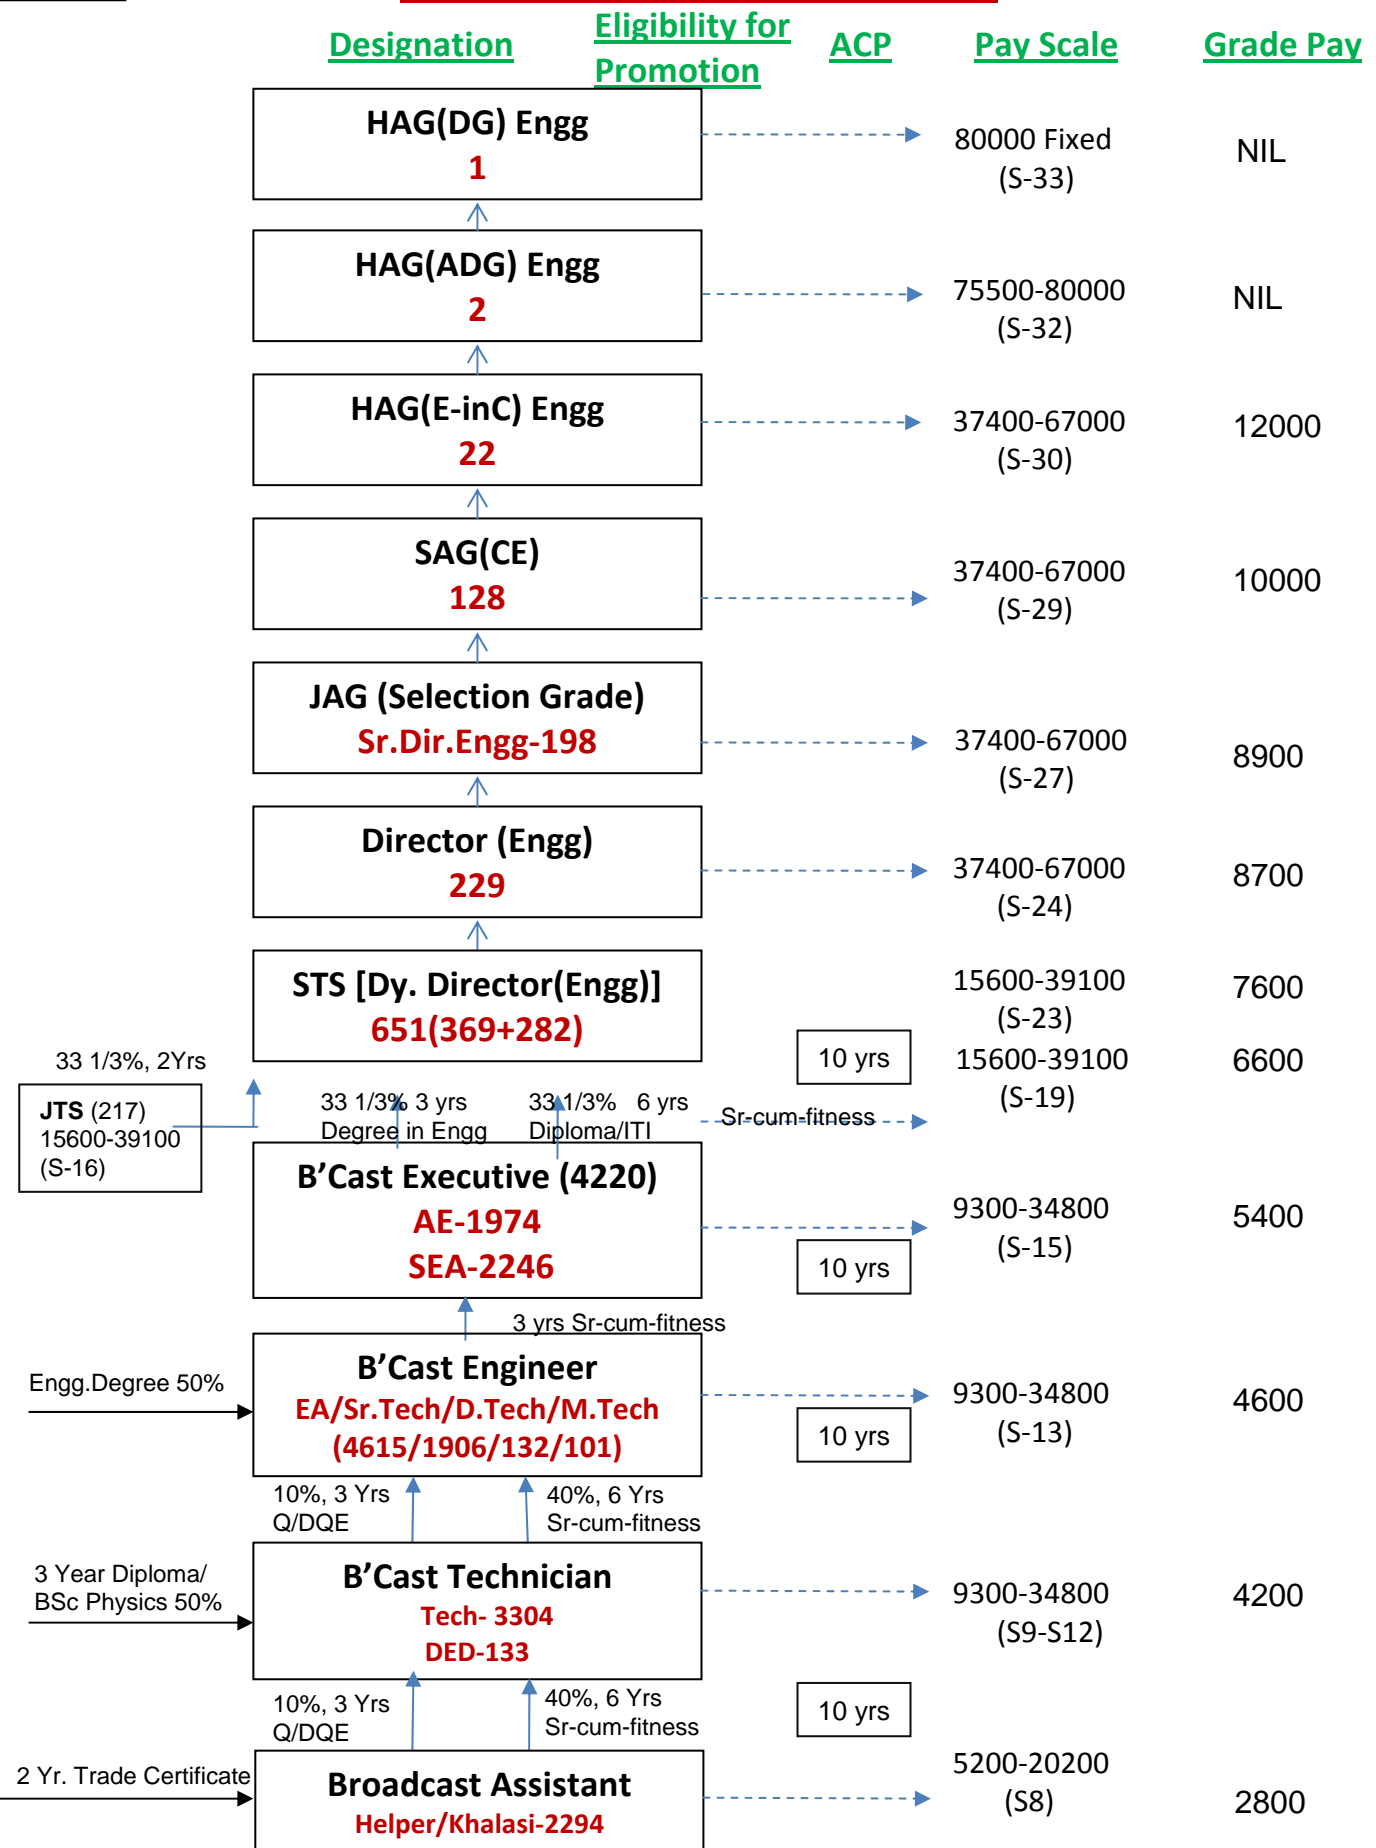 Designation
Eligibility for
Promotion
ACP
Pay Scale
Grade Pay
HAG(DG) Engg
1
80000 Fixed
(S-33)
NIL
HAG(ADG) Engg
2
75500-80000
(S-32)
NIL
HAG(E-inC) Engg
22
37400-67000
(S-30)
12000
SAG(CE)
128
37400-67000
(S-29)
10000
JAG (Selection Grade)
Sr.Dir.Engg-198
37400-67000
(S-27)
8900
Director (Engg)
229
37400-67000
(S-24)
8700
STS [Dy. Director(Engg)]
651(369+282)
15600-39100
(S-23)
7600
10 yrs
15600-39100
(S-19)
6600
33 1/3%, 2Yrs
JTS (217)
15600-39100
(S-16)
33 1/3% 3 yrs
Degree in Engg
33 1/3% 6 yrs
Diploma/ITI
Sr-cum-fitness
B’Cast Executive (4220)
AE-1974
SEA-2246
9300-34800
(S-15)
5400
10 yrs
3 yrs Sr-cum-fitness
Engg.Degree 50%
B’Cast Engineer
EA/Sr.Tech/D.Tech/M.Tech
(4615/1906/132/101)
9300-34800
(S-13)
4600
10 yrs
10%, 3 Yrs
Q/DQE
40%, 6 Yrs
Sr-cum-fitness
3 Year Diploma/
BSc Physics 50%
B’Cast Technician
Tech- 3304
DED-133
9300-34800
(S9-S12)
4200
10%, 3 Yrs
Q/DQE
40%, 6 Yrs
Sr-cum-fitness
10 yrs
2 Yr. Trade Certificate
Broadcast Assistant
Helper/Khalasi-2294
5200-20200
(S8)
2800